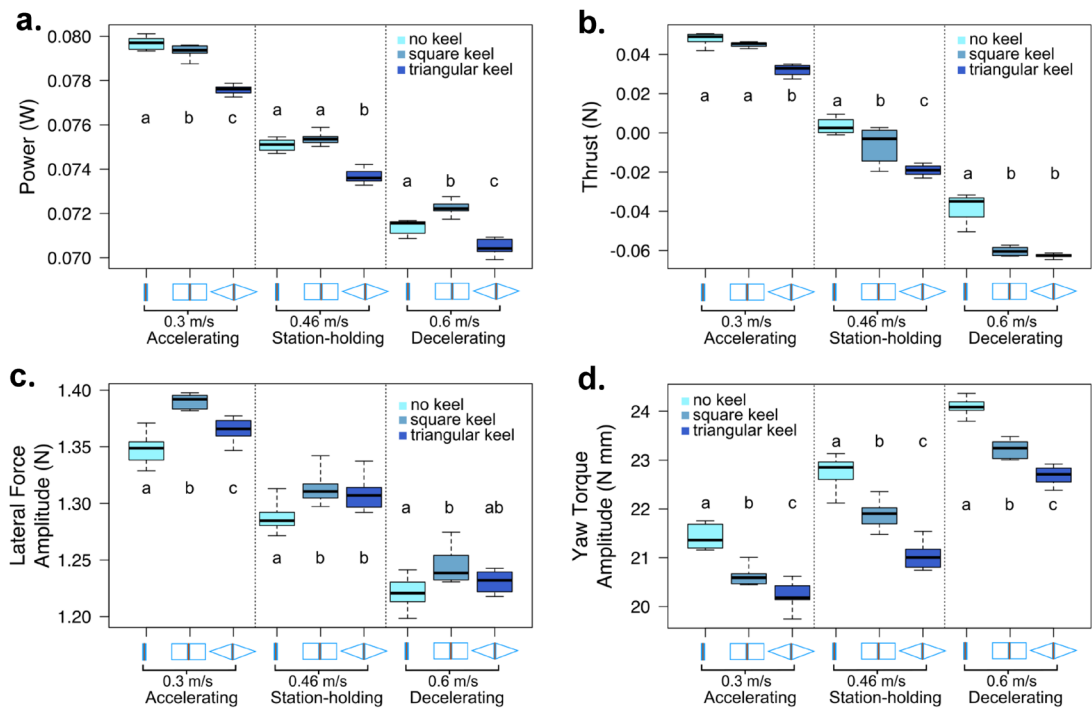 a.
Power (W)
0.080
0.078
0.076
0.074
0.072
0.070
no keel
square keel
triangular keel
a b c
a a b
a b c
0.3 m/s
Accelerating
0.46 m/s
Station-holding
0.6 m/s
Decelerating
b.
Thrust (N)
0.04
0.02
0.00
-0.02
-0.04
-0.06
no keel
square keel
triangular keel
a a b
a b c
a b b
0.3 m/s
Accelerating
0.46 m/s
Station-holding
0.6 m/s
Decelerating
c.
Lateral Force
Amplitude (N)
1.40
1.35
1.30
1.25
1.20
no keel
square keel
triangular keel
a b c
a b b
a b ab
0.3 m/s
Accelerating
0.46 m/s
Station-holding
0.6 m/s
Decelerating
d.
Yaw Torque
Amplitude (N mm)
24
23
22
21
20
no keel
square keel
triangular keel
a b c
a b c
a b c
0.3 m/s
Accelerating
0.46 m/s
Station-holding
0.6 m/s
Decelerating